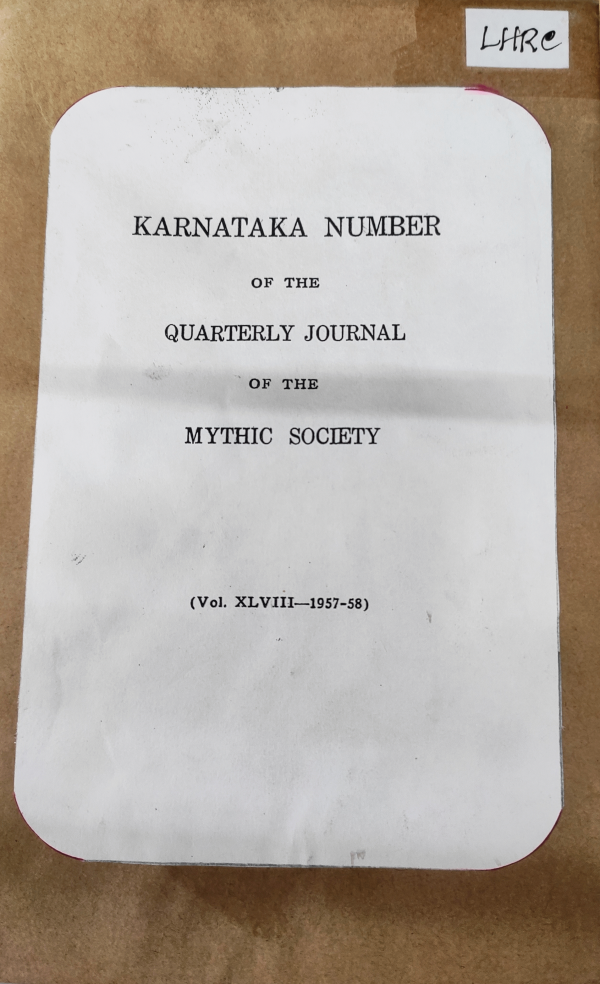 LHRC
KARNATAKA NUMBER
OF THE
QUARTERLY JOURNAL
OF THE
MYTHIC SOCIETY
(Vol. XLVIII—1957-58)